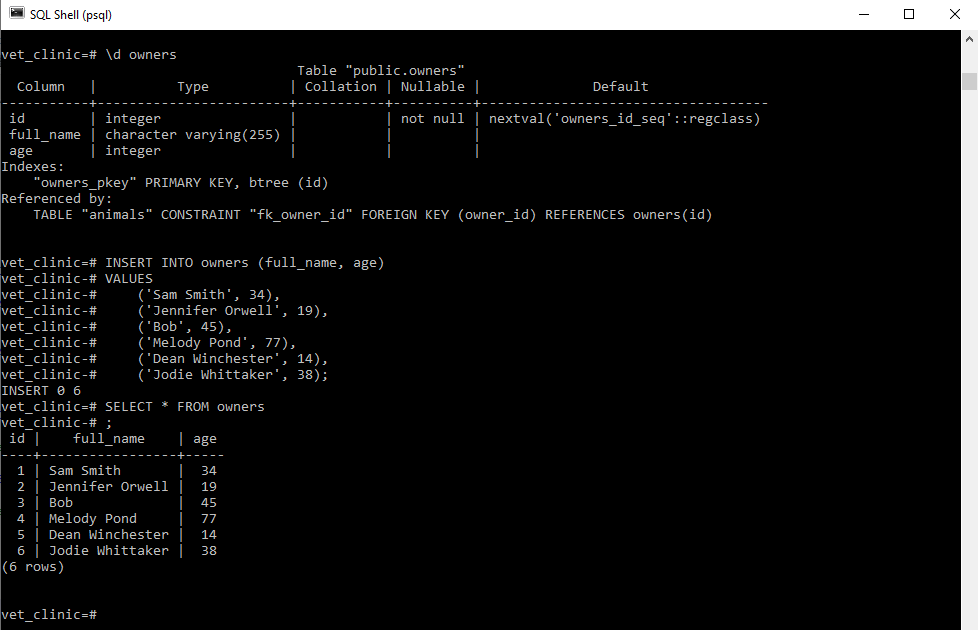 SQL Shell (psql)
vet_clinic=# \d owners
                                     Table "public.owners"
  Column   |          Type          | Collation | Nullable |              Default
-----------+------------------------+-----------+----------+------------------------------------
 id        | integer                |           | not null | nextval('owners_id_seq'::regclass)
 full_name | character varying(255) |           |          |
 age       | integer                |           |          |
Indexes:
    "owners_pkey" PRIMARY KEY, btree (id)
Referenced by:
    TABLE "animals" CONSTRAINT "fk_owner_id" FOREIGN KEY (owner_id) REFERENCES owners(id)
vet_clinic=# INSERT INTO owners (full_name, age)
vet_clinic-# VALUES
vet_clinic-#     ('Sam Smith', 34),
vet_clinic-#     ('Jennifer Orwell', 19),
vet_clinic-#     ('Bob', 45),
vet_clinic-#     ('Melody Pond', 77),
vet_clinic-#     ('Dean Winchester', 14),
vet_clinic-#     ('Jodie Whittaker', 38);
INSERT 0 6
vet_clinic=# SELECT * FROM owners
vet_clinic-# ;
 id |    full_name    | age
----+-----------------+-----
  1 | Sam Smith       |  34
  2 | Jennifer Orwell |  19
  3 | Bob             |  45
  4 | Melody Pond     |  77
  5 | Dean Winchester |  14
  6 | Jodie Whittaker |  38
(6 rows)
vet_clinic=#